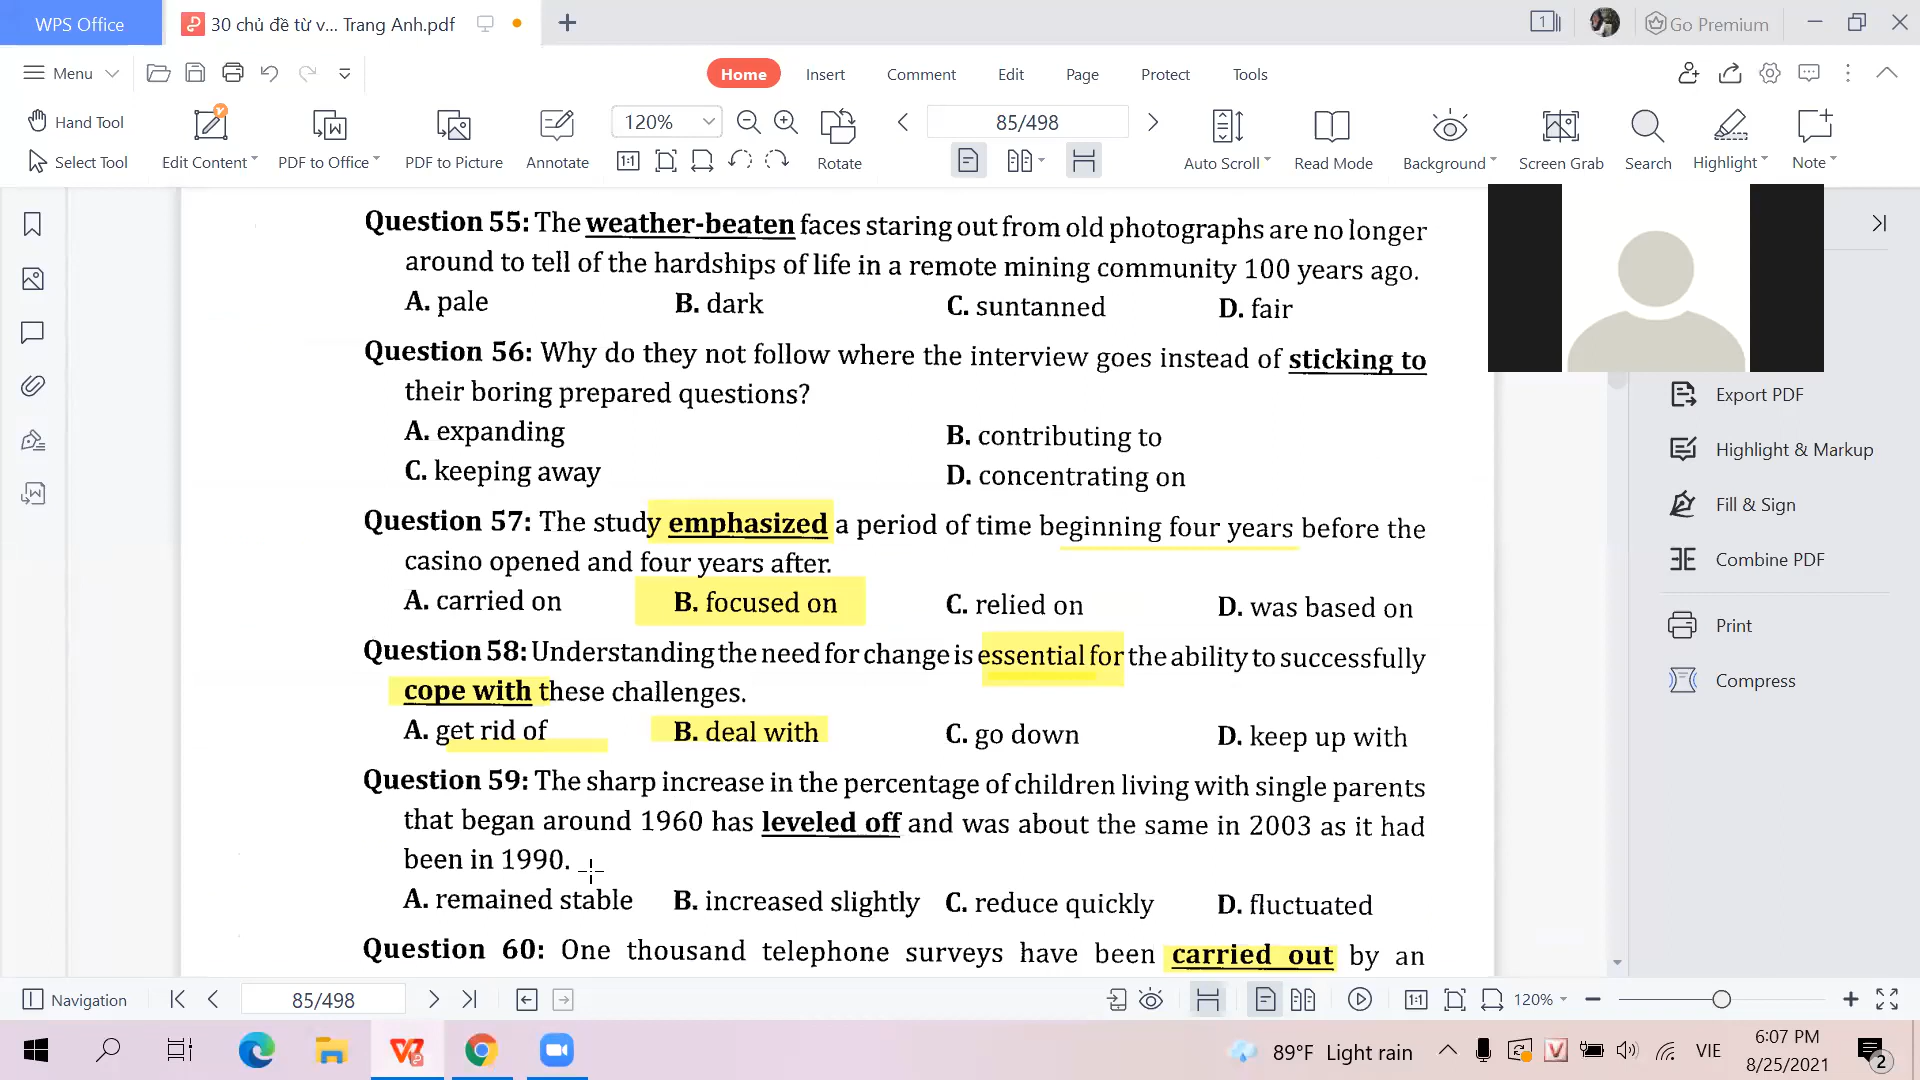 WPS Office
30 chủ đề từ v... Trang Anh.pdf
1
Go Premium
Menu
Home
Insert
Comment
Edit
Page
Protect
Tools
Hand Tool
Select Tool
Edit Content
PDF to Office
PDF to Picture
Annotate
120%
1:1
Rotate
85/498
Auto Scroll
Read Mode
Background
Screen Grab
Search
Highlight
Note
Question 55: The weather-beaten faces staring out from old photographs are no longer
around to tell of the hardships of life in a remote mining community 100 years ago.
A. pale B. dark C. suntanned D. fair
Question 56: Why do they not follow where the interview goes instead of sticking to
their boring prepared questions?
A. expanding B. contributing to
C. keeping away D. concentrating on
Question 57: The study emphasized a period of time beginning four years before the
casino opened and four years after.
A. carried on B. focused on C. relied on D. was based on
Question 58: Understanding the need for change is essential for the ability to successfully
cope with these challenges.
A. get rid of B. deal with C. go down D. keep up with
Question 59: The sharp increase in the percentage of children living with single parents
that began around 1960 has leveled off and was about the same in 2003 as it had
been in 1990.
A. remained stable B. increased slightly C. reduce quickly D. fluctuated
Question 60: One thousand telephone surveys have been carried out by an
Export PDF
Highlight & Markup
Fill & Sign
Combine PDF
Print
Compress
Navigation
85/498
1:1
120%
89°F Light rain
VIE
6:07 PM
8/25/2021
2